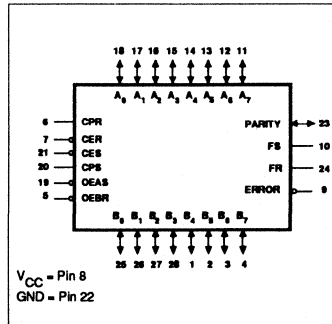 18 17 16 15 14 13 12 11
A0 A1 A2 A3 A4 A5 A6 A7
6 CPR
PARITY 23
7 CER
21 CES
FS 10
20 CPS
FR 24
19 OEAS
5 OEBR
ERROR 9
B0 B1 B2 B3 B4 B5 B6 B7
25 26 27 28 1 2 3 4
VCC = Pin 8
GND = Pin 22